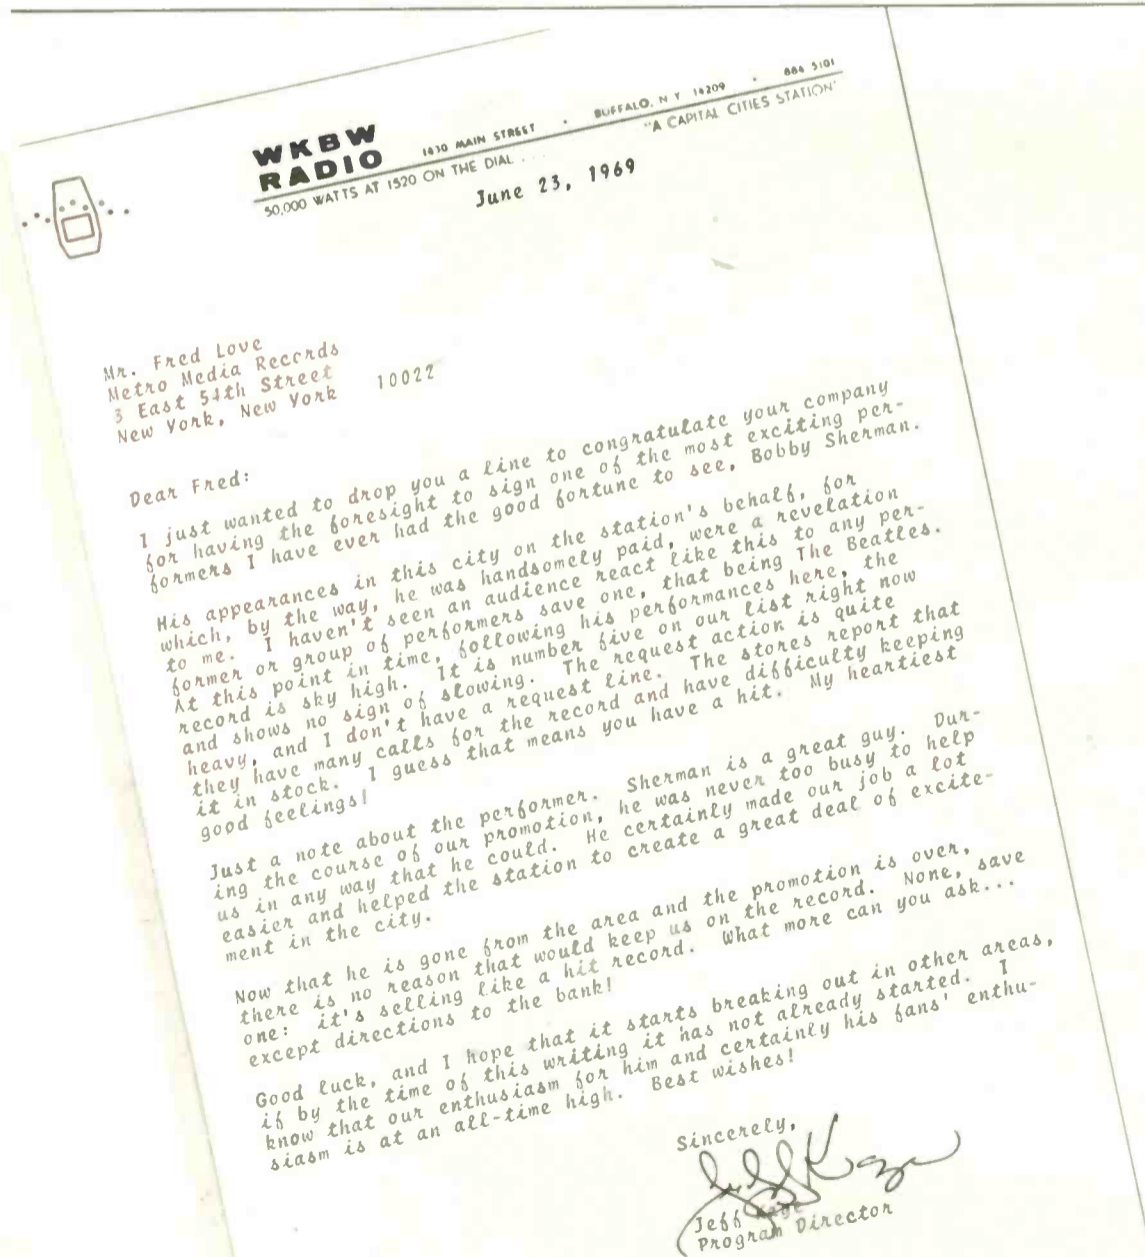 WKBW
RADIO
1430 MAIN STREET • BUFFALO, N Y 14209 • 884 5101
50,000 WATTS AT 1520 ON THE DIAL . . . "A CAPITAL CITIES STATION"
June 23, 1969
Mr. Fred Love
Metro Media Records
3 East 54th Street
New York, New York 10022
Dear Fred:
I just wanted to drop you a line to congratulate your company
for having the foresight to sign one of the most exciting per-
formers I have ever had the good fortune to see, Bobby Sherman.
His appearances in this city on the station's behalf, for
which, by the way, he was handsomely paid, were a revelation
to me. I haven't seen an audience react like this to any per-
former or group of performers save one, that being The Beatles.
At this point in time, following his performances here, the
record is sky high. It is number five on our list right now
and shows no sign of slowing. The request action is quite
heavy, and I don't have a request line. The stores report that
they have many calls for the record and have difficulty keeping
it in stock. I guess that means you have a hit. My heartiest
good feelings!
Just a note about the performer. Sherman is a great guy. Dur-
ing the course of our promotion, he was never too busy to help
us in any way that he could. He certainly made our job a lot
easier and helped the station to create a great deal of excite-
ment in the city.
Now that he is gone from the area and the promotion is over,
there is no reason that would keep us on the record. None, save
one: it's selling like a hit record. What more can you ask...
except directions to the bank!
Good luck, and I hope that it starts breaking out in other areas,
if by the time of this writing it has not already started. I
know that our enthusiasm for him and certainly his fans' enthu-
siasm is at an all-time high. Best wishes!
Sincerely,
Jeff Kaye
Program Director